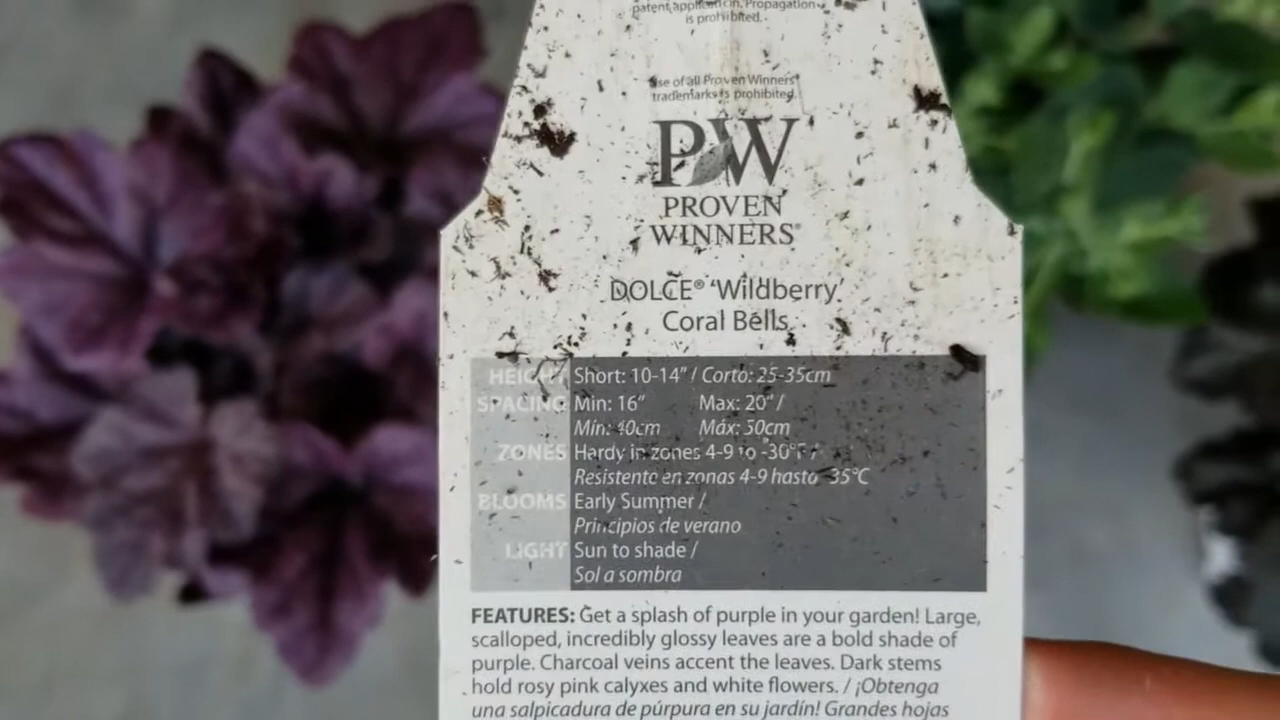 patent application. Propagation
is prohibited.
Use of all Proven Winners®
trademarks is prohibited.
PW
PROVEN
WINNERS®
DOLCE® ‘Wildberry’
Coral Bells
HEIGHT Short: 10-14” / Corto: 25-35cm
SPACING Min: 16” Max: 20” /
Mín: 40cm Máx: 50cm
ZONES Hardy in zones 4-9 to -30°F /
Resistente en zonas 4-9 hasta -35°C
BLOOMS Early Summer /
Principios de verano
LIGHT Sun to shade /
Sol a sombra
FEATURES: Get a splash of purple in your garden! Large,
scalloped, incredibly glossy leaves are a bold shade of
purple. Charcoal veins accent the leaves. Dark stems
hold rosy pink calyxes and white flowers. / ¡Obtenga
una salpicadura de púrpura en su jardín! Grandes hojas